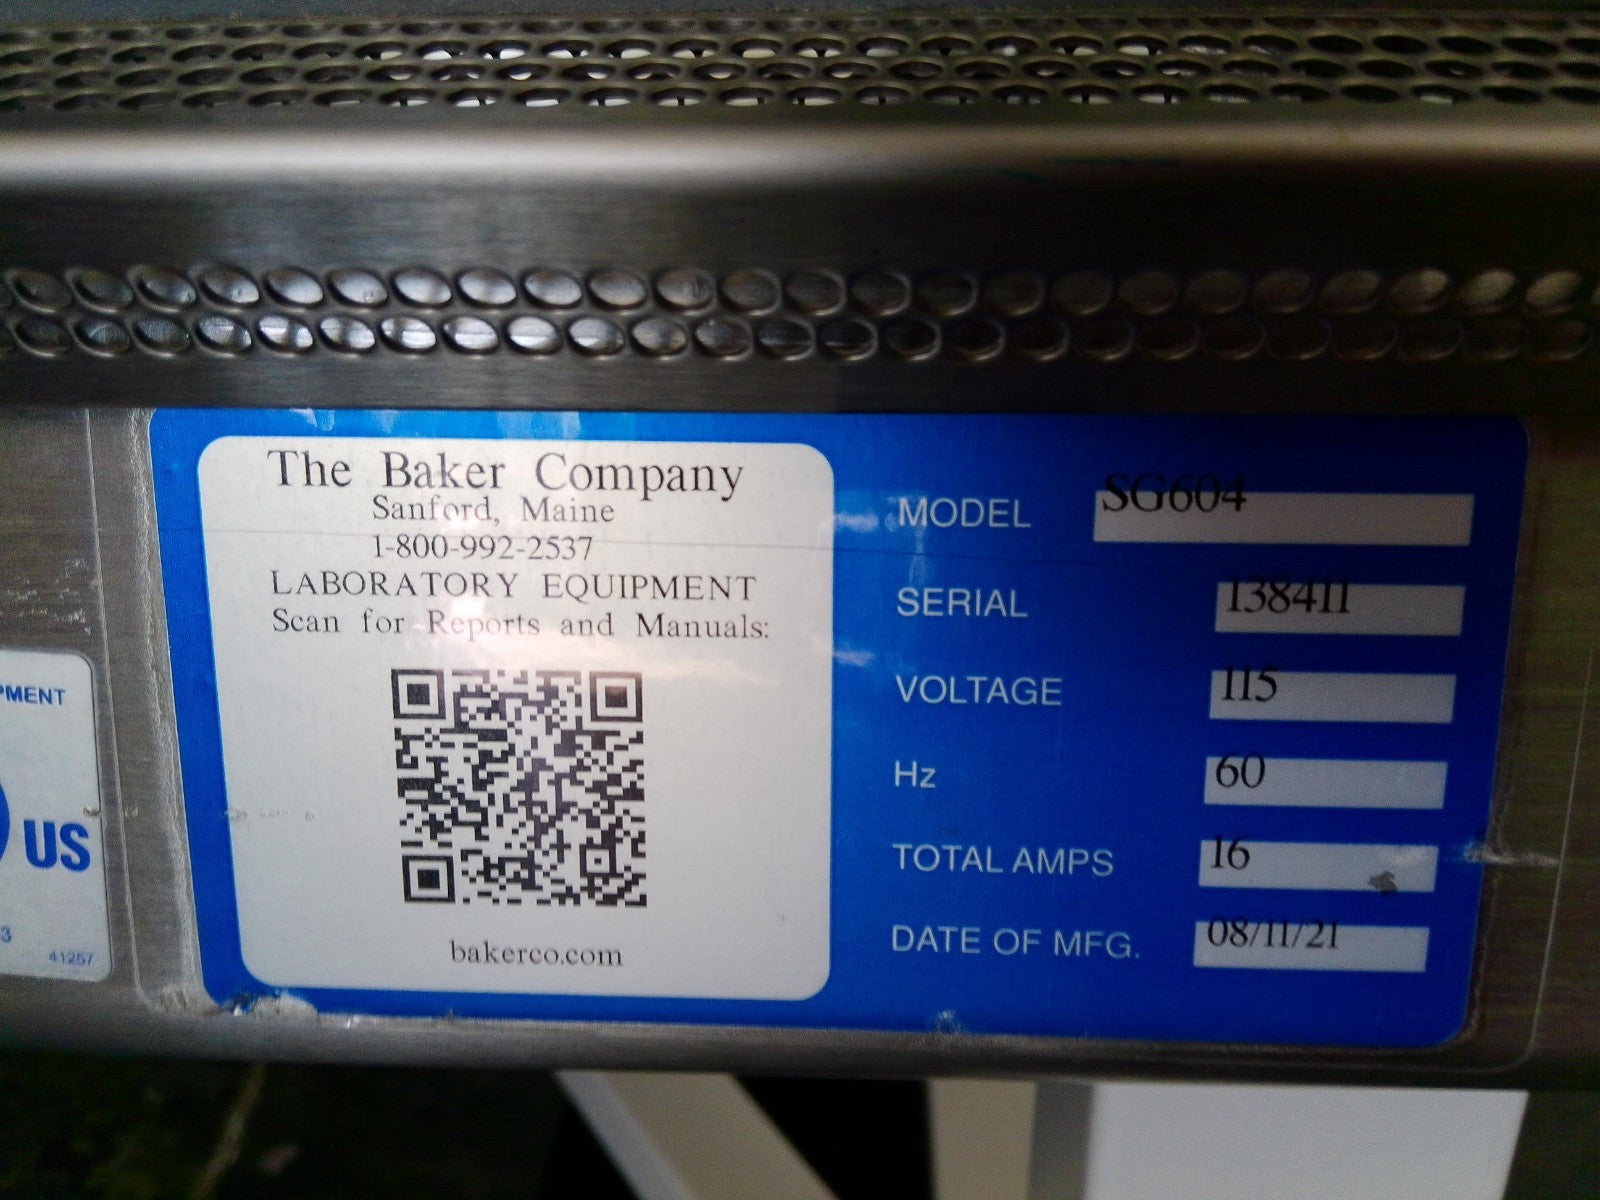 The Baker Company
Sanford, Maine
1-800-992-2537
LABORATORY EQUIPMENT
Scan for Reports and Manuals:
bakerco.com
MODEL SG604
SERIAL 138411
VOLTAGE 115
Hz 60
TOTAL AMPS 16
DATE OF MFG. 08/11/21
PMENT
US
3
41257